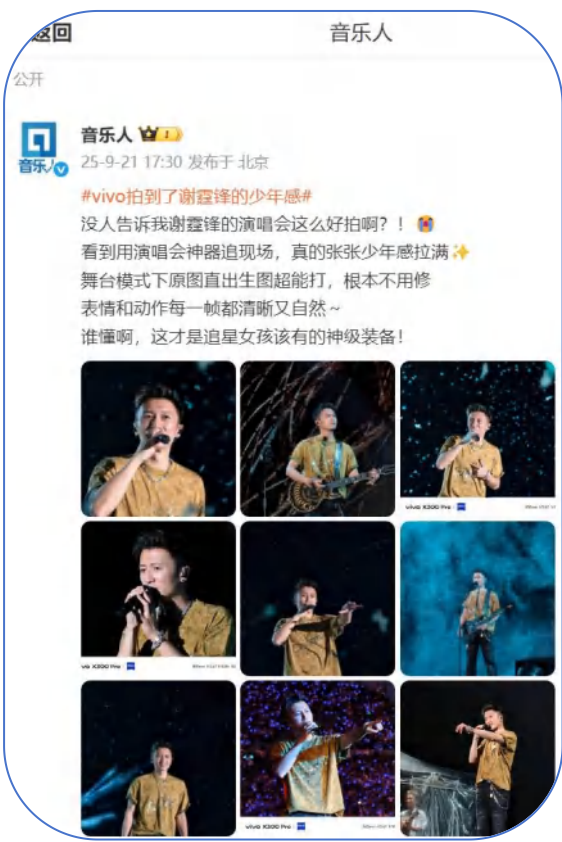 返回
音乐人
公开
音乐人
1
音乐人
25-9-21 17:30 发布于 北京
#vivo拍到了谢霆锋的少年感#
没人告诉我谢霆锋的演唱会这么好拍啊？！
看到用演唱会神器追现场，真的张张少年感拉满
舞台模式下原图直出生图超能打，根本不用修
表情和动作每一帧都清晰又自然~
谁懂啊，这才是追星女孩该有的神级装备！
vivo X300 Pro
vo X300 Pro
vivo X300 Pro